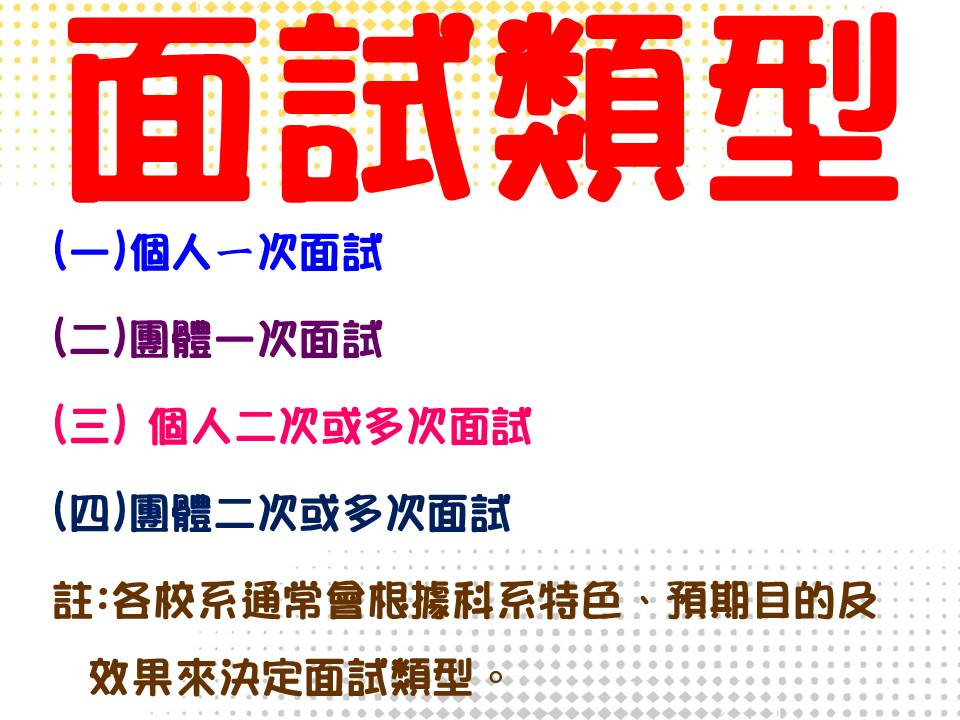 面試類型
(一)個人一次面試
(二)團體一次面試
(三) 個人二次或多次面試
(四)團體二次或多次面試
註:各校系通常會根據科系特色、預期目的及
效果來決定面試類型。